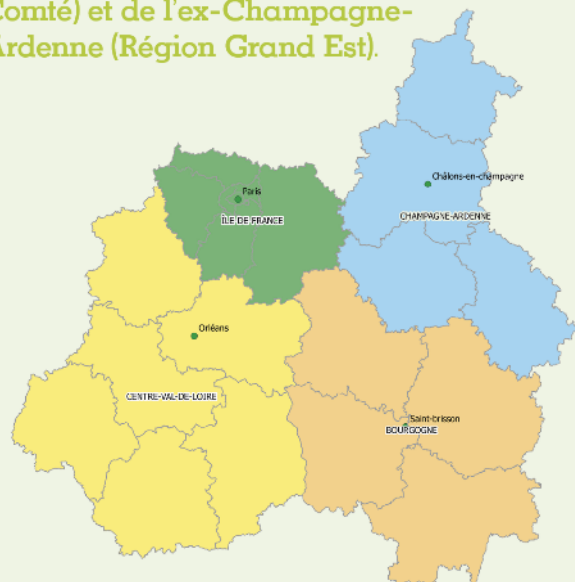 Comté) et de l'ex-Champagne-
Ardenne (Région Grand Est).
Châlons-en-champagne
Paris
CHAMPAGNE-ARDENNE
ÎLE DE FRANCE
Orléans
CENTRE-VAL-DE-LOIRE
Saint-brisson
BOURGOGNE